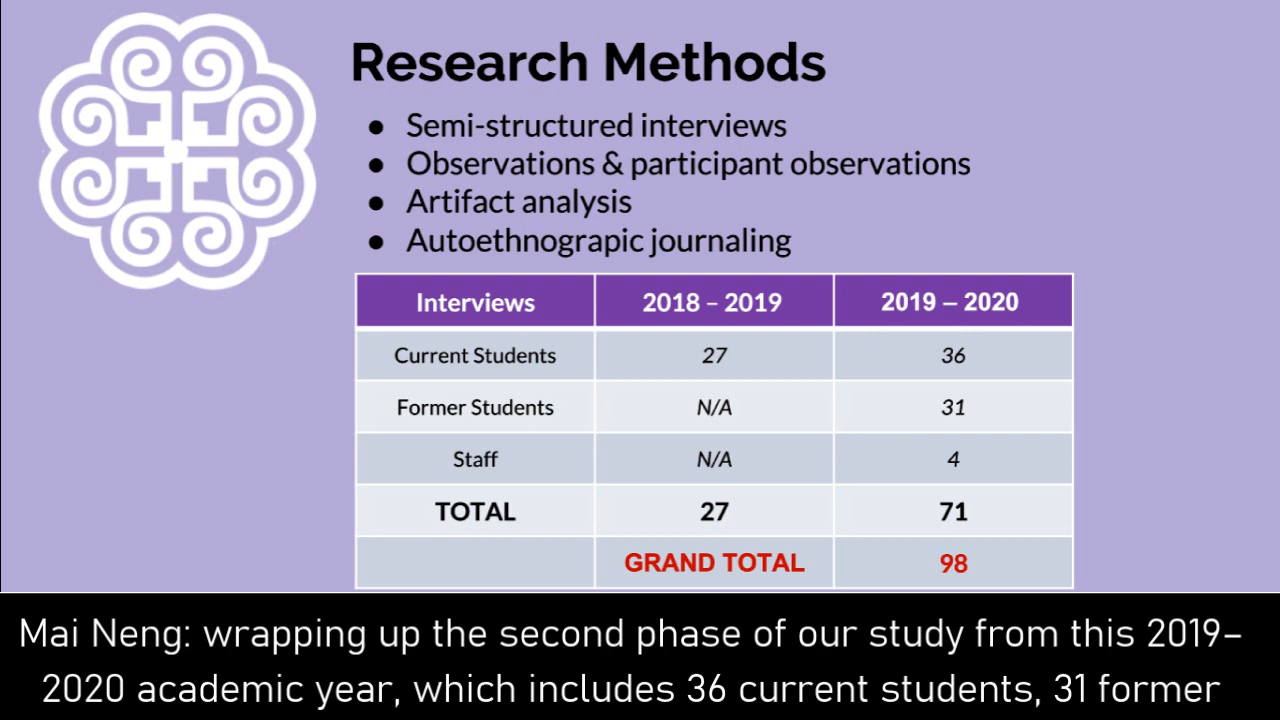 Research Methods
● Semi-structured interviews
● Observations & participant observations
● Artifact analysis
● Autoethnograpic journaling
Interviews 2018 – 2019 2019 – 2020
Current Students 27 36
Former Students N/A 31
Staff N/A 4
TOTAL 27 71
GRAND TOTAL 98
Mai Neng: wrapping up the second phase of our study from this 2019–
2020 academic year, which includes 36 current students, 31 former